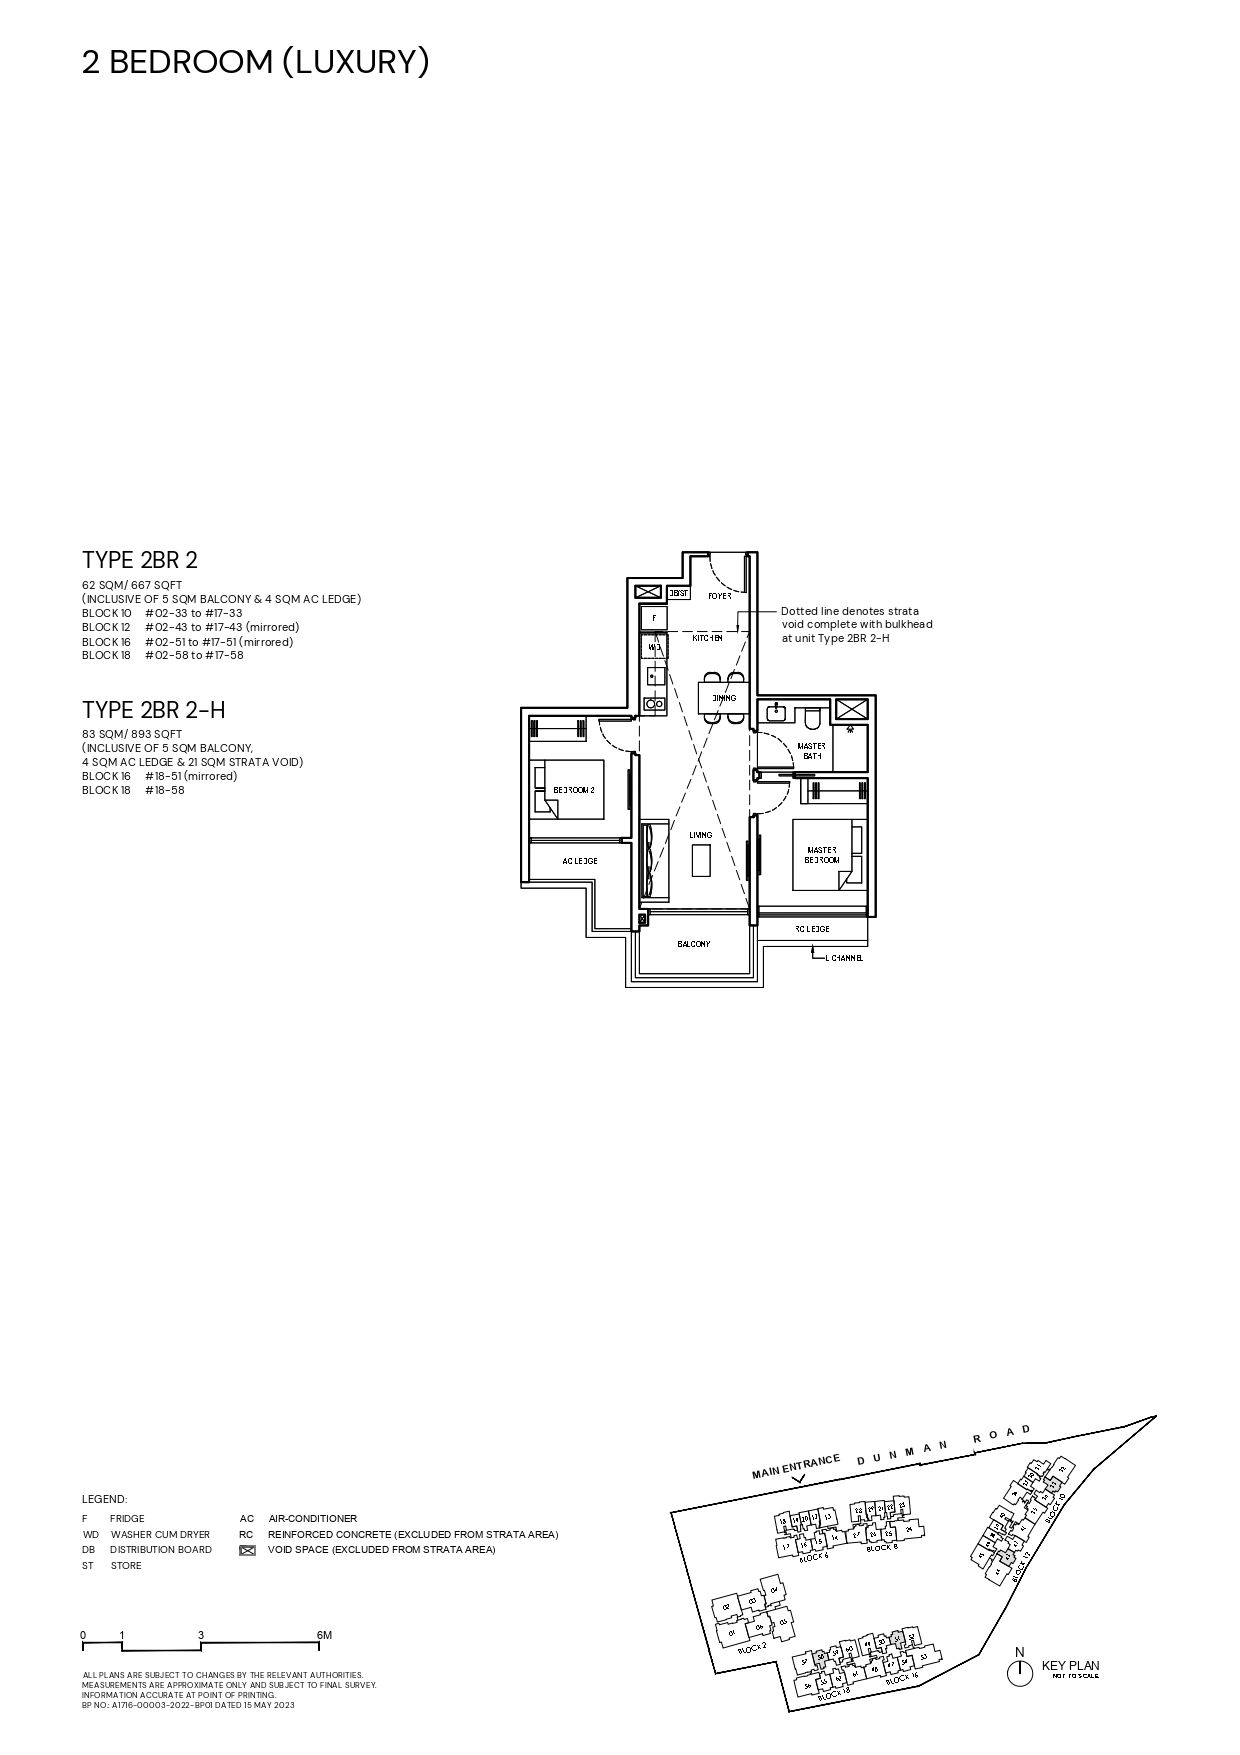 2 BEDROOM (LUXURY)
TYPE 2BR 2
62 SQM/ 667 SQFT
(INCLUSIVE OF 5 SQM BALCONY & 4 SQM AC LEDGE)
BLOCK 10 #02-33 to #17-33
BLOCK 12 #02-43 to #17-43 (mirrored)
BLOCK 16 #02-51 to #17-51 (mirrored)
BLOCK 18 #02-58 to #17-58
TYPE 2BR 2-H
83 SQM/ 893 SQFT
(INCLUSIVE OF 5 SQM BALCONY,
4 SQM AC LEDGE & 21 SQM STRATA VOID)
BLOCK 16 #18-51 (mirrored)
BLOCK 18 #18-58
DB/ST
FOYER
F
KITCHEN
WD
DINING
Dotted line denotes strata
void complete with bulkhead
at unit Type 2BR 2-H
MASTER
BATH
BEDROOM 2
LIVING
MASTER
BEDROOM
AC LEDGE
RC LEDGE
BALCONY
L CHANNEL
LEGEND:
F FRIDGE
WD WASHER CUM DRYER
DB DISTRIBUTION BOARD
ST STORE
AC AIR-CONDITIONER
RC REINFORCED CONCRETE (EXCLUDED FROM STRATA AREA)
VOID SPACE (EXCLUDED FROM STRATA AREA)
0 1 3 6M
ALL PLANS ARE SUBJECT TO CHANGES BY THE RELEVANT AUTHORITIES.
MEASUREMENTS ARE APPROXIMATE ONLY AND SUBJECT TO FINAL SURVEY.
INFORMATION ACCURATE AT POINT OF PRINTING.
BP NO.: A1716-00003-2022-BP01 DATED 15 MAY 2023
MAIN ENTRANCE
DUNMAN ROAD
BLOCK 6
BLOCK 8
BLOCK 10
BLOCK 12
BLOCK 2
BLOCK 18
BLOCK 16
N
KEY PLAN
NOT TO SCALE